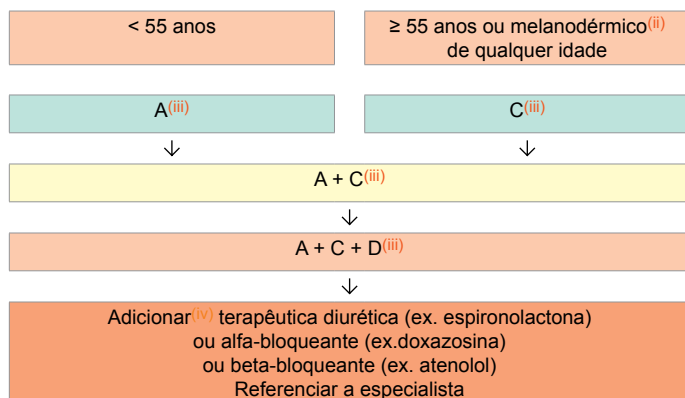 < 55 anos
≥ 55 anos ou melanodérmico(ii)
de qualquer idade
A(iii)
C(iii)
A + C(iii)
A + C + D(iii)
Adicionar(iv) terapêutica diurética (ex. espironolactona)
ou alfa-bloqueante (ex.doxazosina)
ou beta-bloqueante (ex. atenolol)
Referenciar a especialista